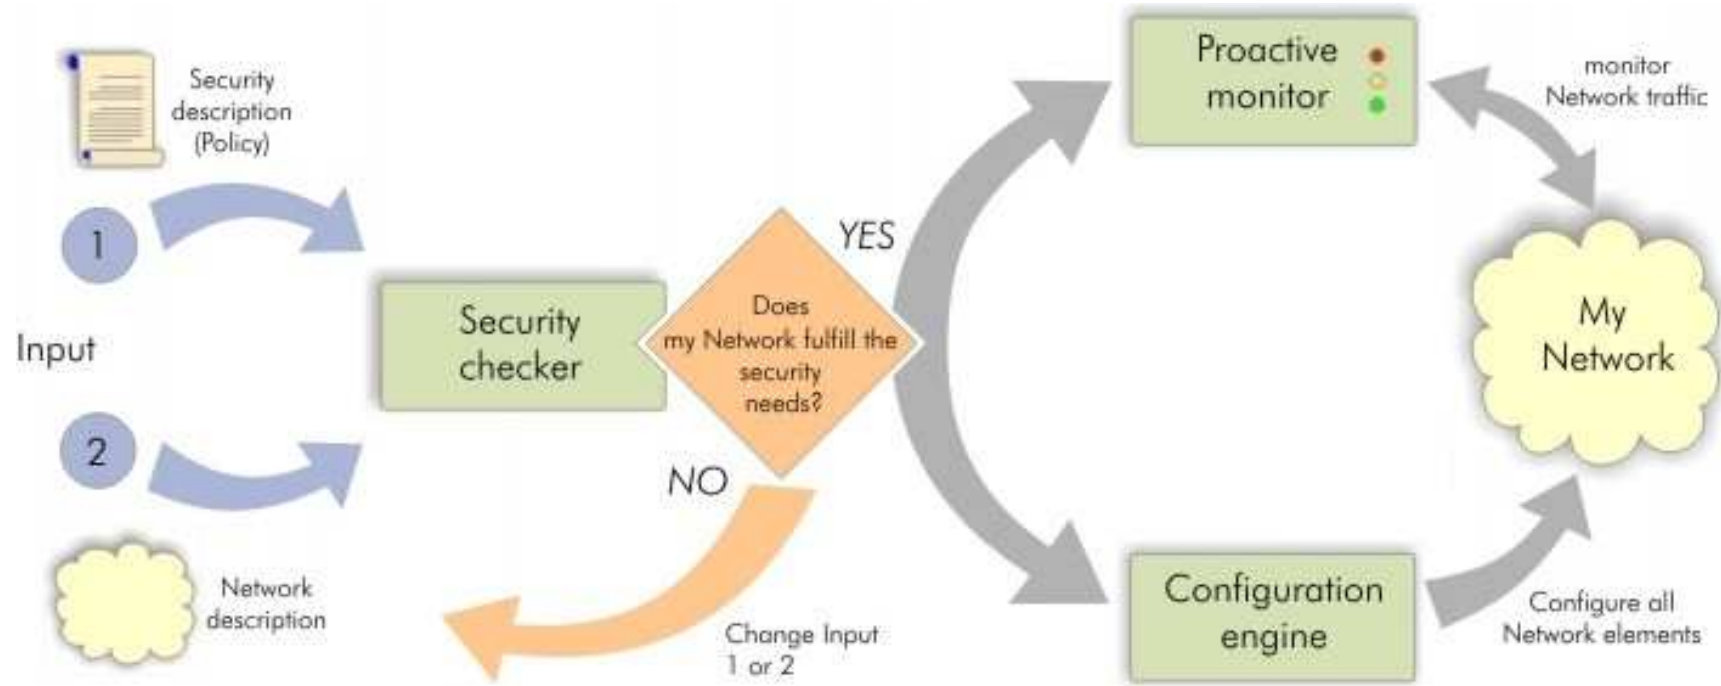 Security
description
(Policy)
1
Input
2
Network
description
Security
checker
Does
my Network fulfill the
security
needs?
YES
NO
Change Input
1 or 2
Proactive
monitor
monitor
Network traffic
My
Network
Configuration
engine
Configure all
Network elements